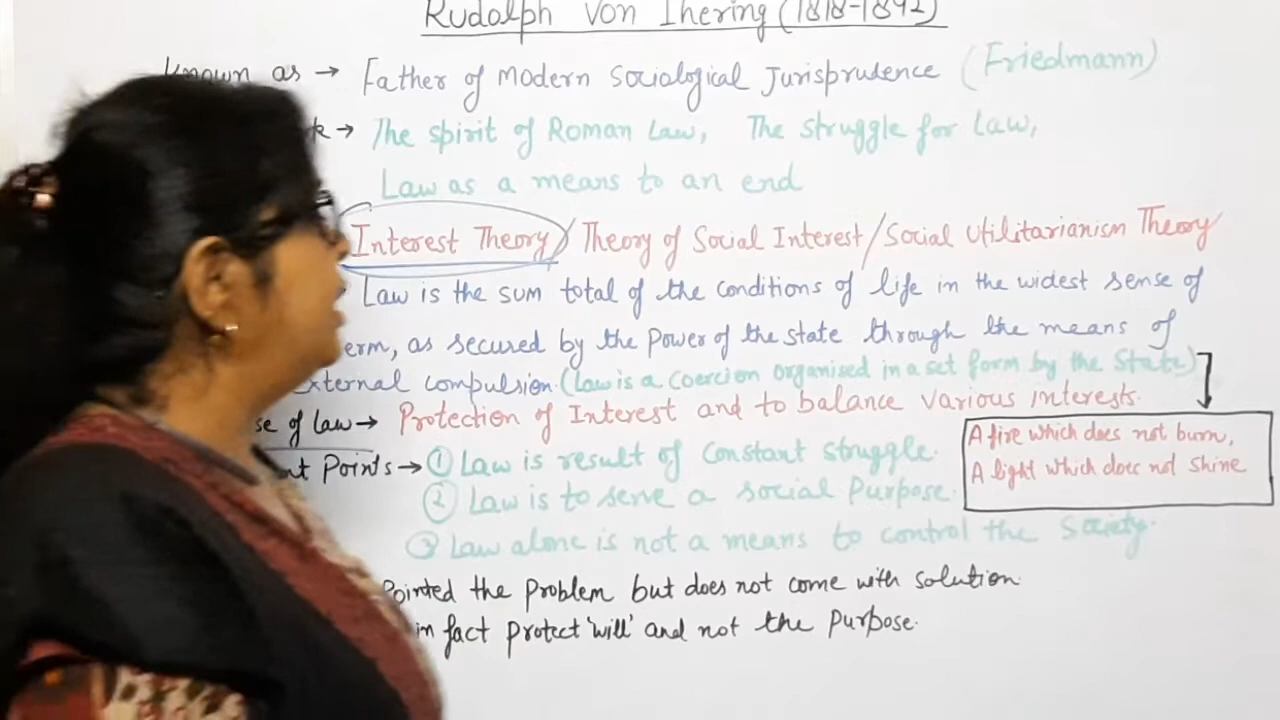 Rudolph Von Ihering (1818-1892)
Known as → Father of Modern Sociological Jurisprudence (Friedmann)
k → The spirit of Roman Law, The struggle for Law,
Law as a means to an end
Interest Theory / Theory of Social Interest / Social Utilitarianism Theory
Law is the sum total of the conditions of life in the widest sense of
erm, as secured by the Power of the state through the means of
xternal compulsion (Law is a coercion organised in a set form by the State)
se of law → Protection of Interest and to balance various interests.
nt Points → ① Law is result of constant struggle.
② Law is to serve a social Purpose.
③ Law alone is not a means to control the Society.
A fire which does not burn,
A light which does not shine
Pointed the problem but does not come with solution.
in fact Protect 'will' and not the Purpose.